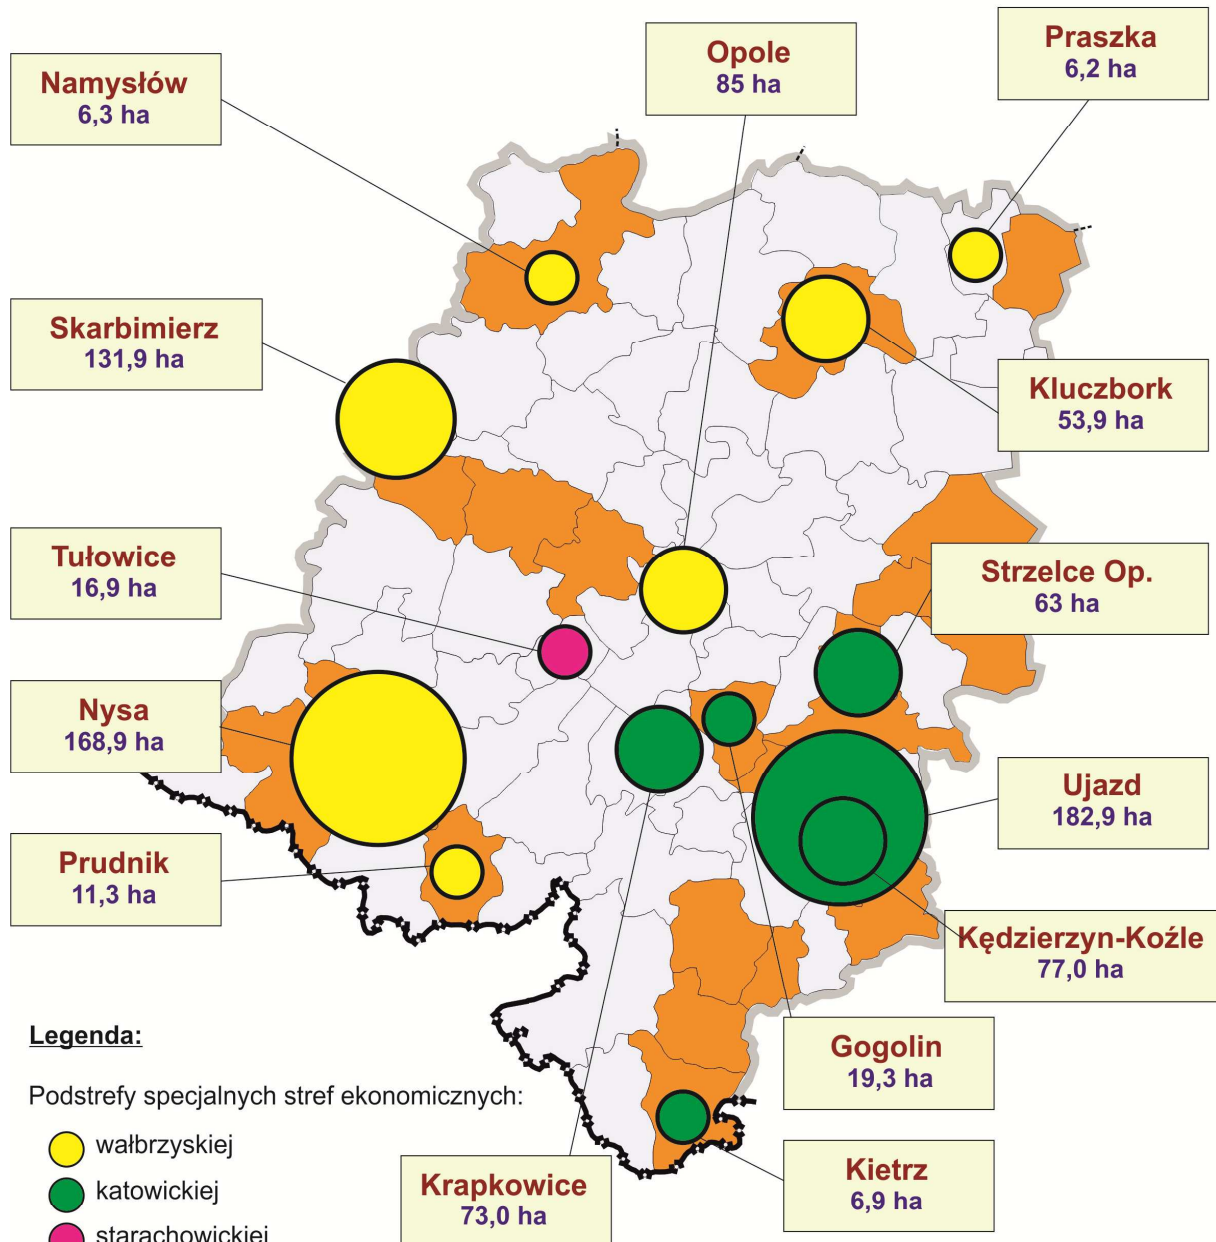 Praszka
6,2 ha
Opole
85 ha
Namysłów
6,3 ha
Skarbimierz
131,9 ha
Kluczbork
53,9 ha
Tułowice
16,9 ha
Strzelce Op.
63 ha
Nysa
168,9 ha
Ujazd
182,9 ha
Prudnik
11,3 ha
Kędzierzyn-Koźle
77,0 ha
Gogolin
19,3 ha
Kietrz
6,9 ha
Krapkowice
73,0 ha
Legenda:
Podstrefy specjalnych stref ekonomicznych:
wałbrzyskiej
katowickiej
starachowickiej